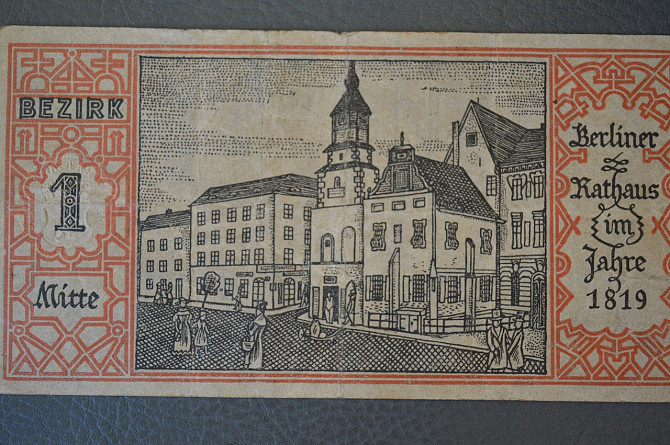 BEZIRK
1
Mitte
Berliner
Rathaus
im
Jahre
1819